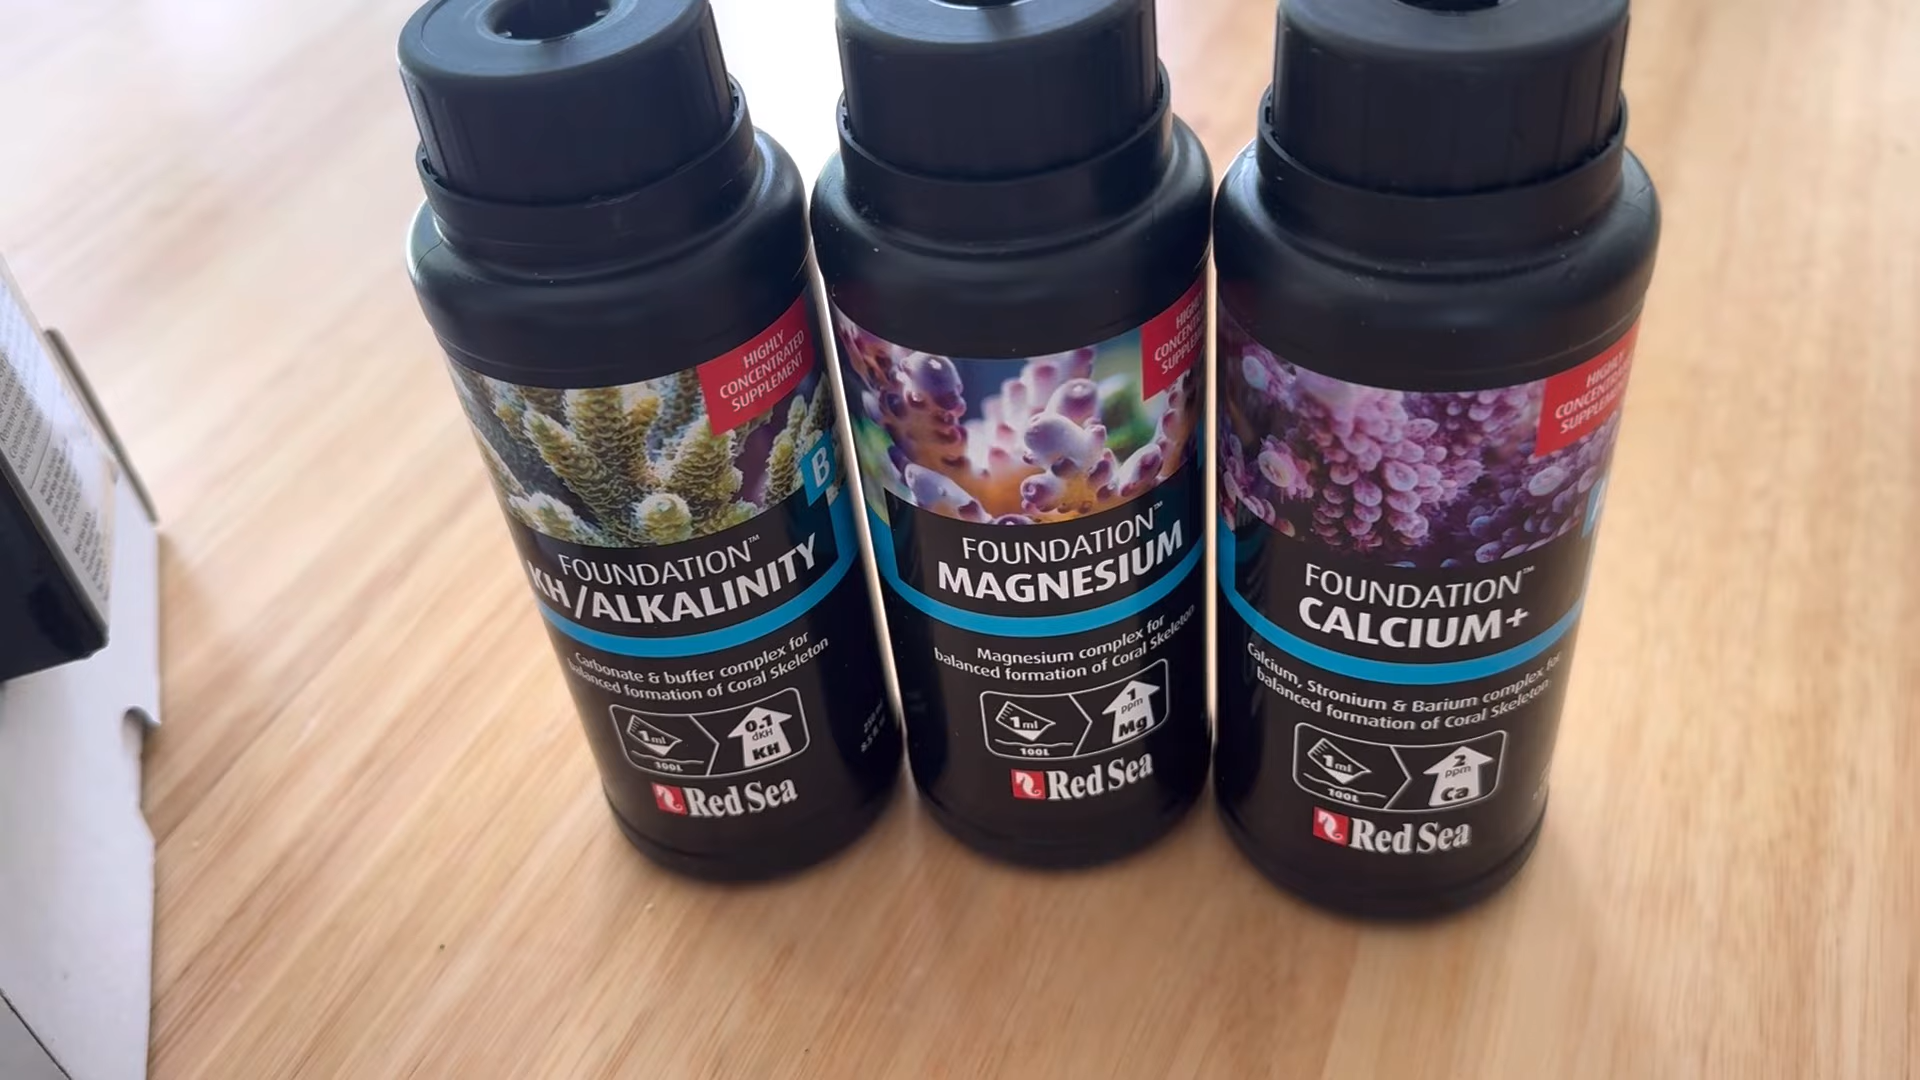 HIGHLY
CONCENTRATED
SUPPLEMENT
B
FOUNDATION™
KH/ALKALINITY
Carbonate & buffer complex for
balanced formation of Coral Skeleton
1ml
100L
0.1
dKH
KH
Red Sea
HIGHLY
FOUNDATION™
MAGNESIUM
Magnesium complex for
balanced formation of Coral Skeleton
1ml
100L
1
ppm
Mg
Red Sea
HIGHLY
FOUNDATION™
CALCIUM+
Calcium, Stronium & Barium complex for
balanced formation of Coral Skeleton
1ml
100L
2
ppm
Ca
Red Sea